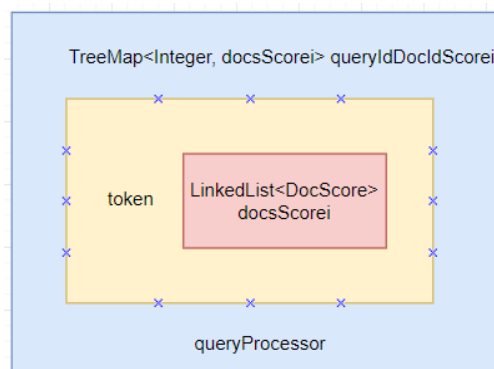 TreeMap<Integer, docsScorei> queryIdDocIdScorei
token
LinkedList<DocScore>
docsScorei
queryProcessor